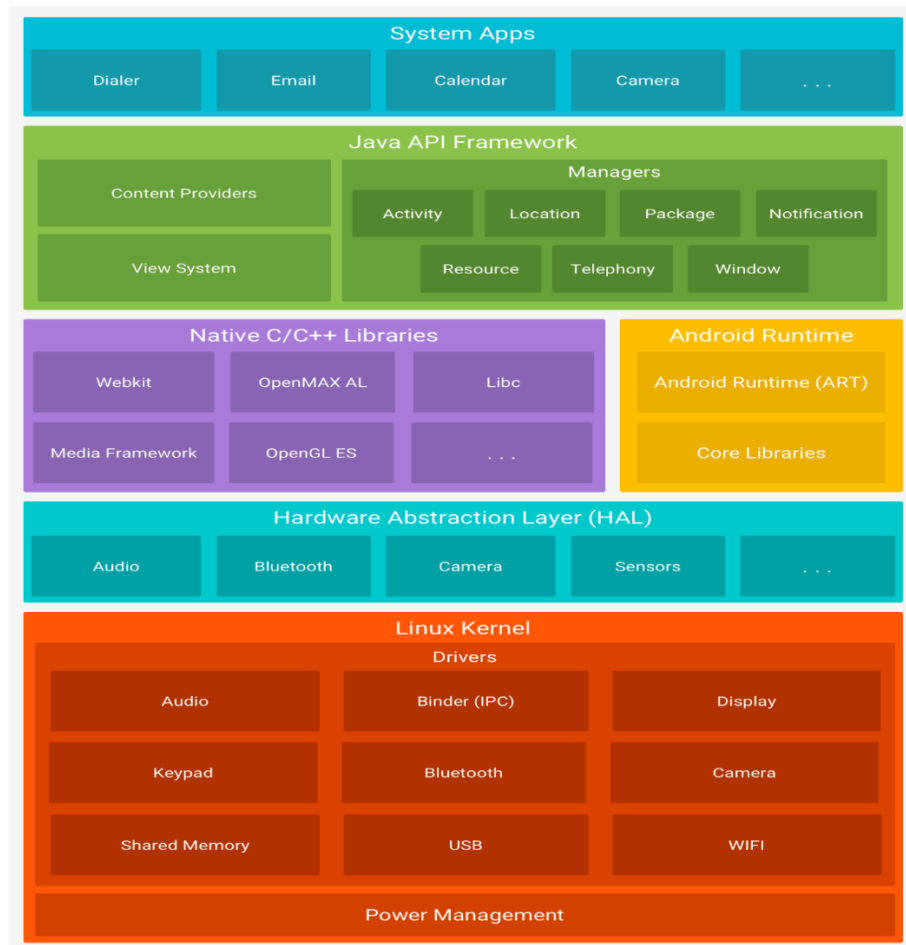 System Apps
Dialer
Email
Calendar
Camera
. . .
Java API Framework
Content Providers
View System
Managers
Activity
Location
Package
Notification
Resource
Telephony
Window
Native C/C++ Libraries
Webkit
OpenMAX AL
Libc
Media Framework
OpenGL ES
. . .
Android Runtime
Android Runtime (ART)
Core Libraries
Hardware Abstraction Layer (HAL)
Audio
Bluetooth
Camera
Sensors
. . .
Linux Kernel
Drivers
Audio
Binder (IPC)
Display
Keypad
Bluetooth
Camera
Shared Memory
USB
WIFI
Power Management